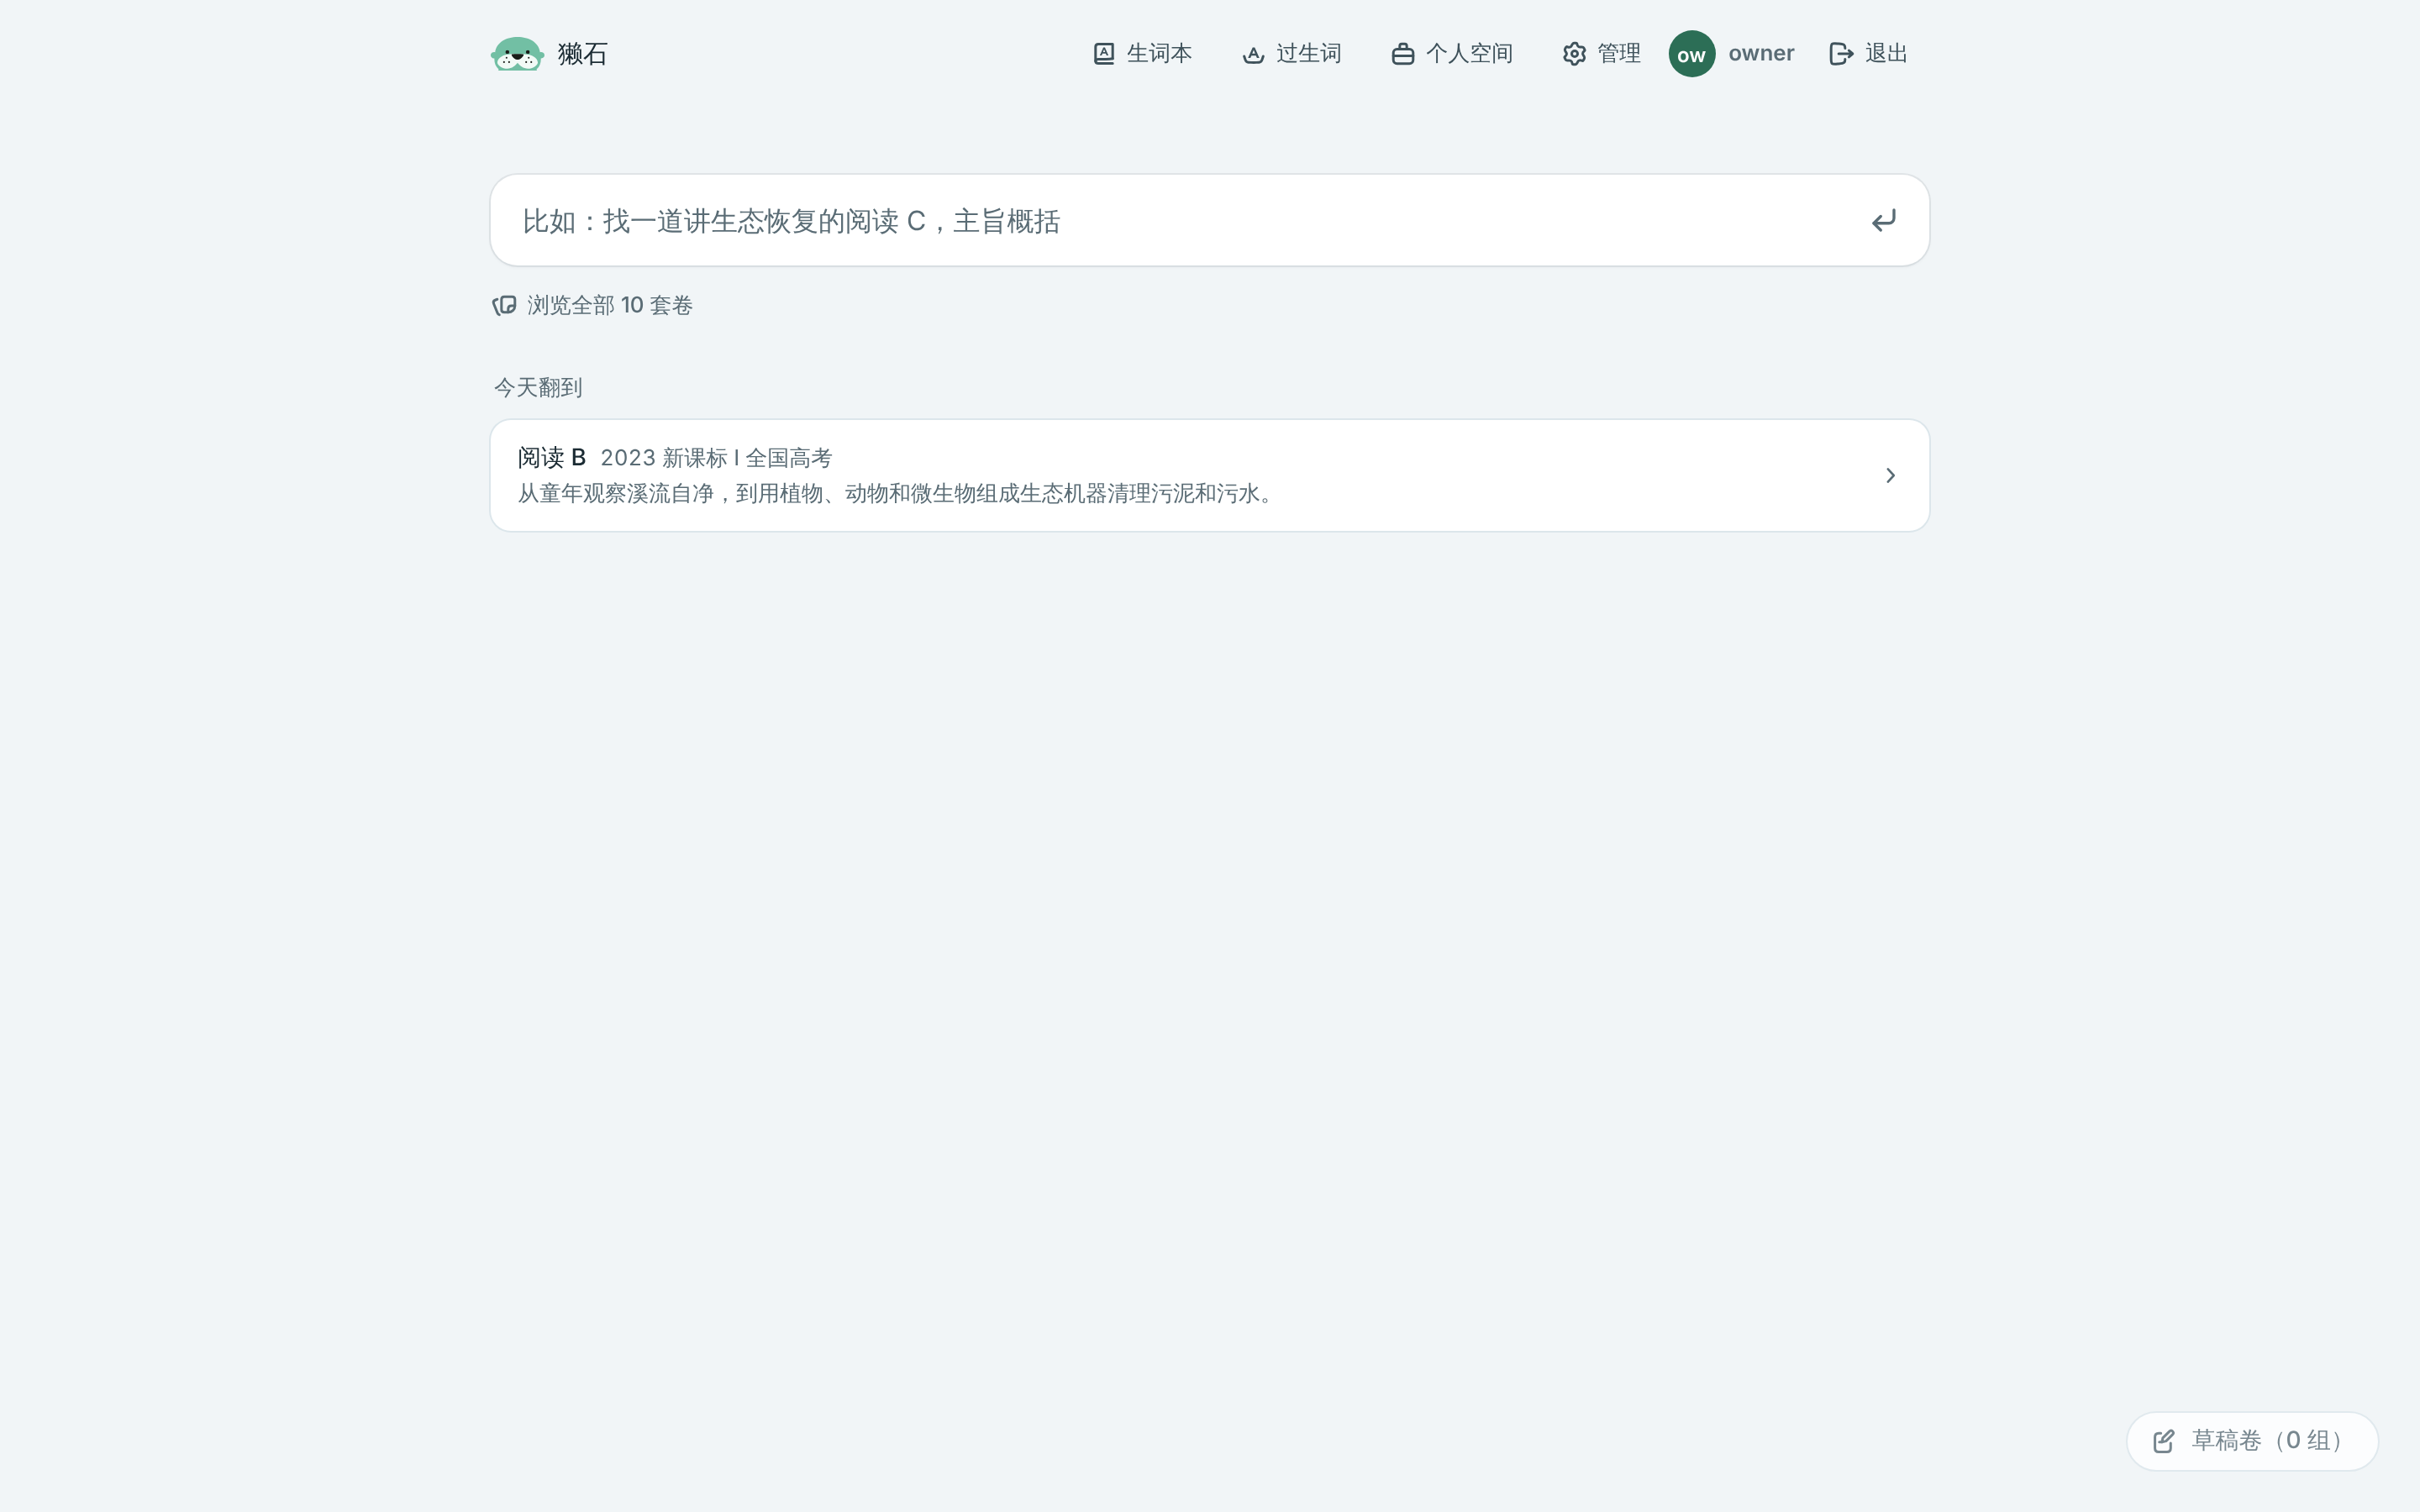 獭石
生词本
过生词
个人空间
管理
ow
owner
退出
比如：找一道讲生态恢复的阅读 C，主旨概括
浏览全部 10 套卷
今天翻到
阅读 B 2023 新课标 I 全国高考
从童年观察溪流自净，到用植物、动物和微生物组成生态机器清理污泥和污水。
草稿卷（0 组）